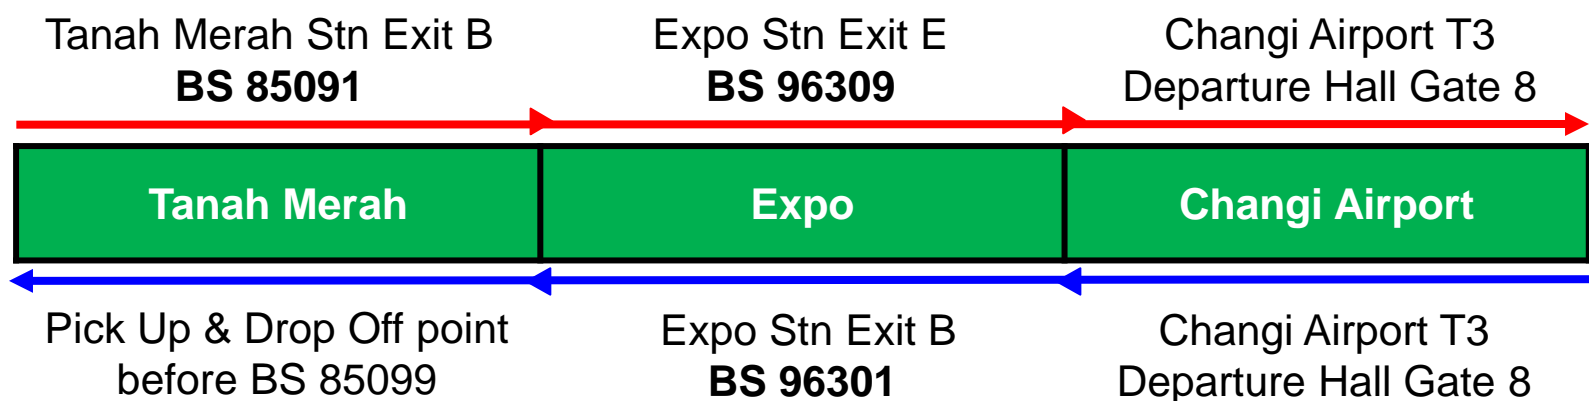 Tanah Merah Stn Exit B
BS 85091
Expo Stn Exit E
BS 96309
Changi Airport T3
Departure Hall Gate 8
Tanah Merah
Expo
Changi Airport
Pick Up & Drop Off point
before BS 85099
Expo Stn Exit B
BS 96301
Changi Airport T3
Departure Hall Gate 8